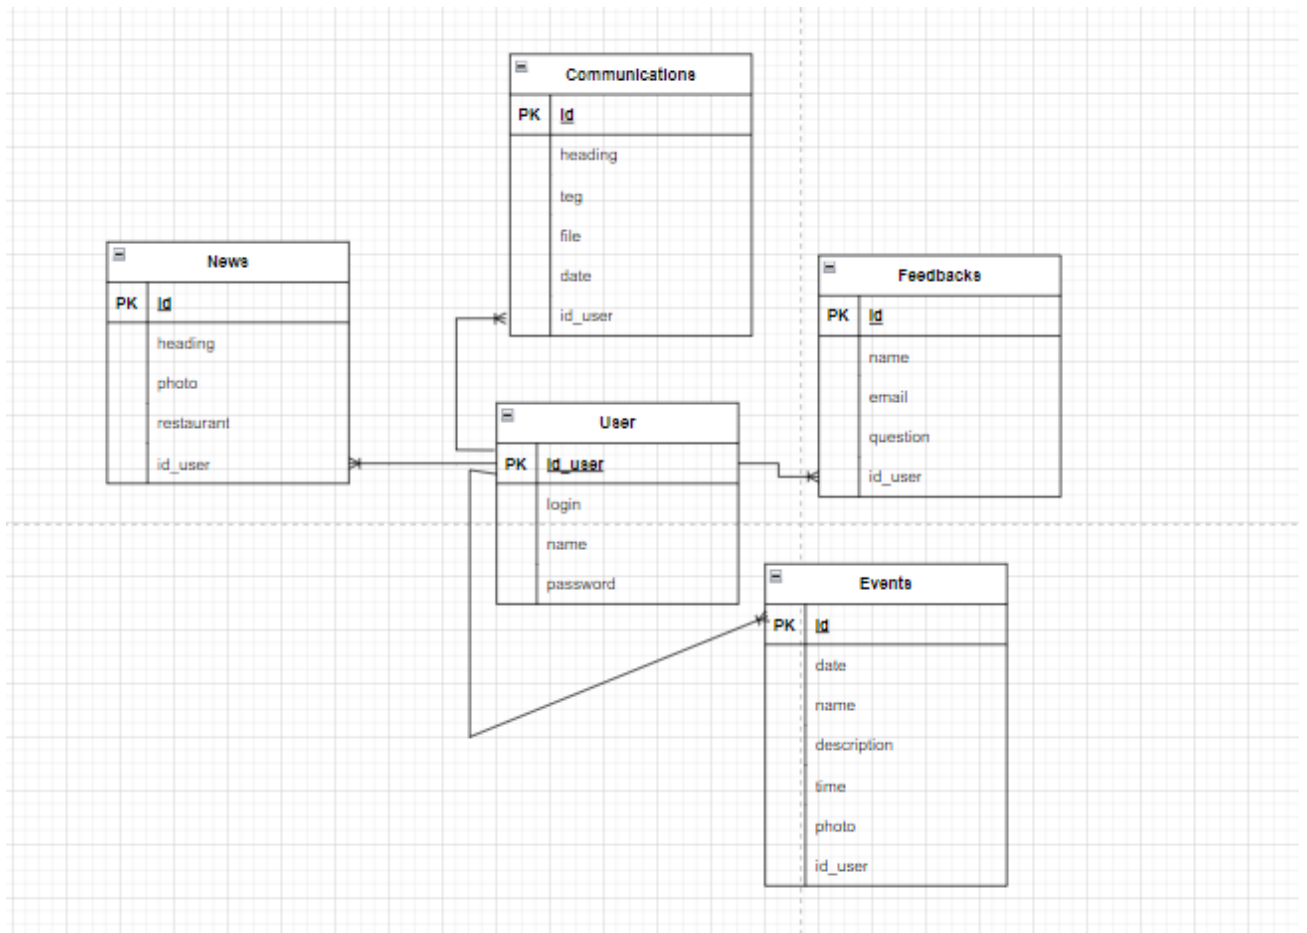 Communications
PK Id
heading
teg
file
date
id_user
News
PK Id
heading
photo
restaurant
id_user
Feedbacks
PK Id
name
email
question
id_user
User
PK Id_user
login
name
password
Events
PK Id
date
name
description
time
photo
id_user